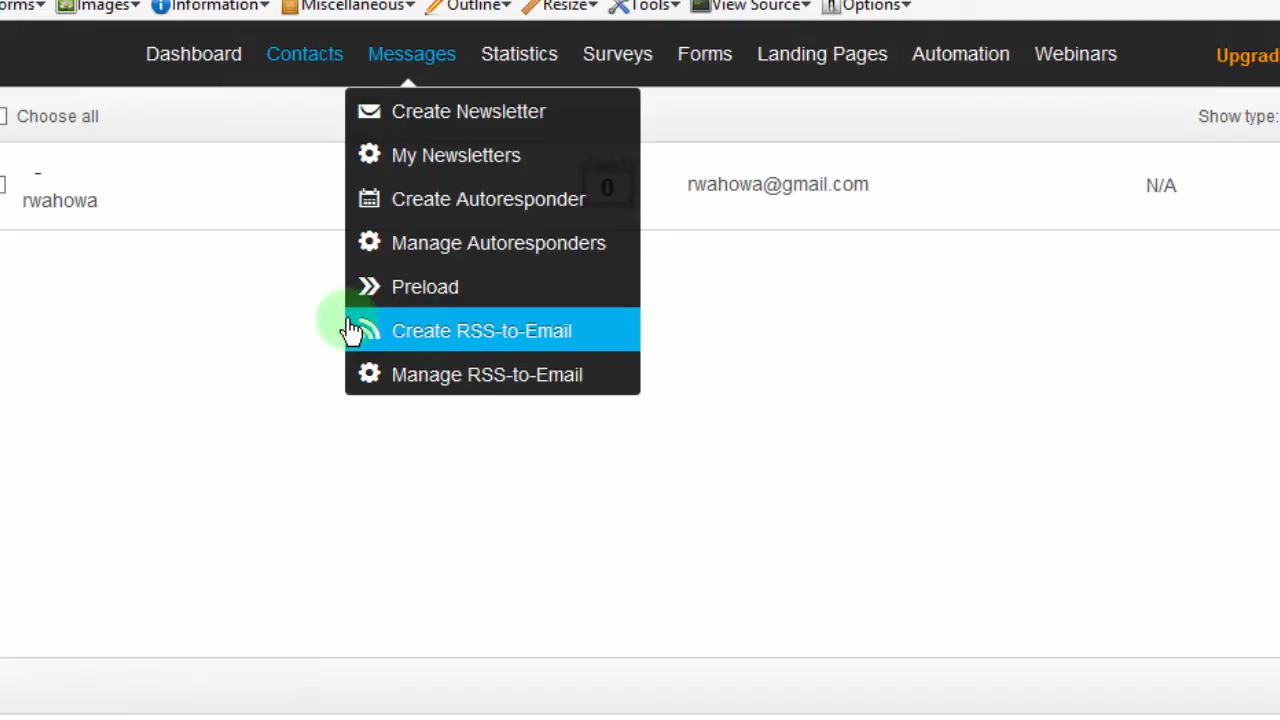 orms Images Information Miscellaneous Outline Resize Tools View Source Options
Dashboard Contacts Messages Statistics Surveys Forms Landing Pages Automation Webinars Upgrad
Choose all Show type:
Create Newsletter
My Newsletters
-
0 rwahowa@gmail.com N/A
rwahowa
Create Autoresponder
Manage Autoresponders
Preload
Create RSS-to-Email
Manage RSS-to-Email